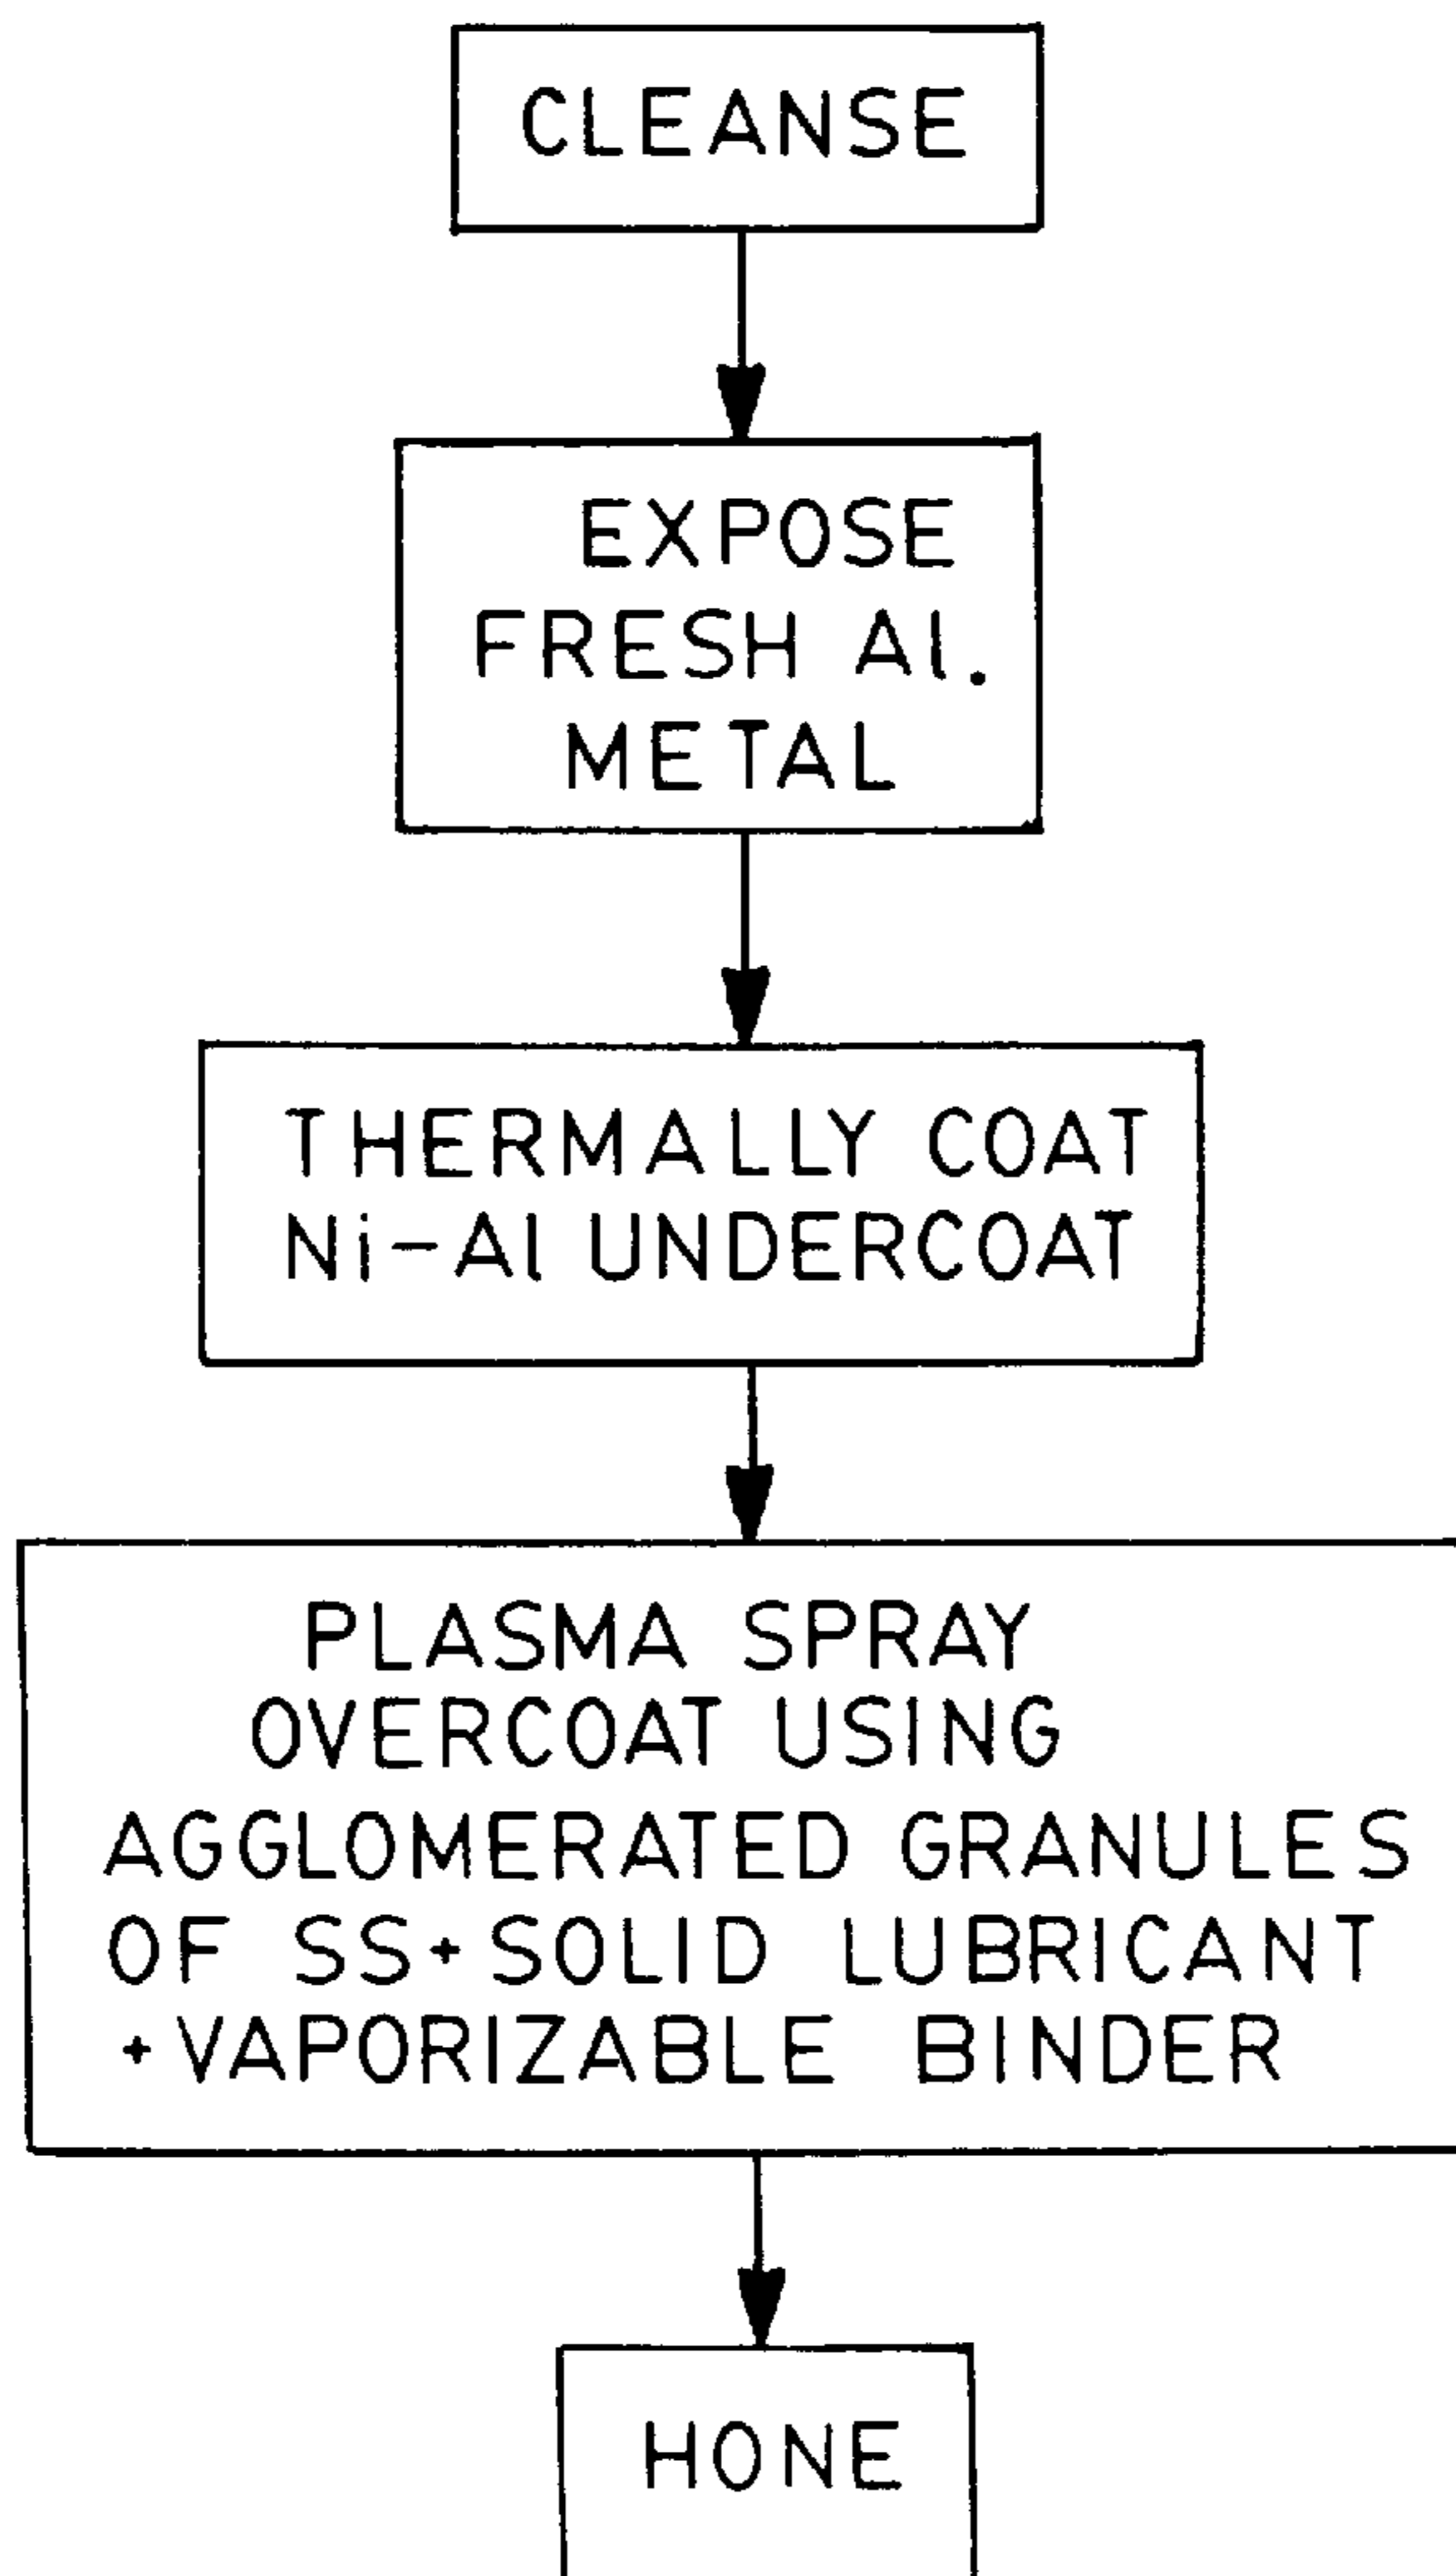 CLEANSE
EXPOSE
FRESH Al.
METAL
THERMALLY COAT
Ni-Al UNDERCOAT
PLASMA SPRAY
OVERCOAT USING
AGGLOMERATED GRANULES
OF SS+SOLID LUBRICANT
+VAPORIZABLE BINDER
HONE